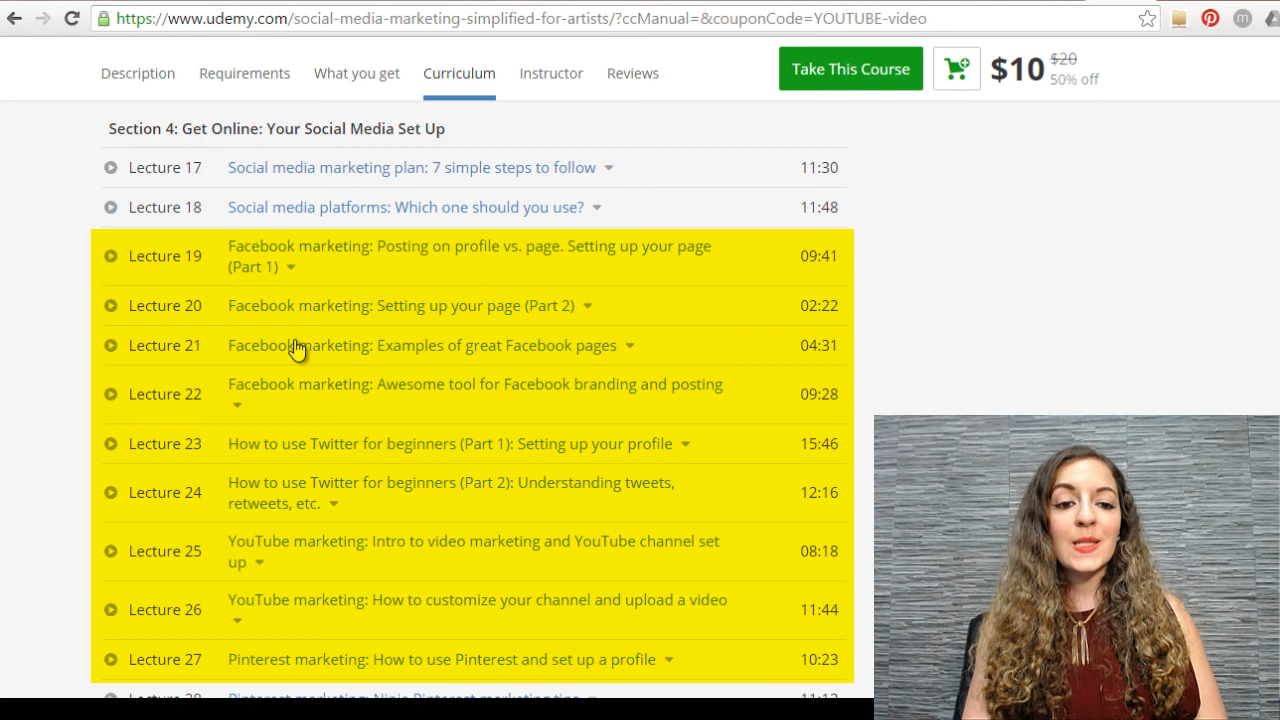 https://www.udemy.com/social-media-marketing-simplified-for-artists/?ccManual=&couponCode=YOUTUBE-video
Description Requirements What you get Curriculum Instructor Reviews Take This Course $10 $20
50% off
Section 4: Get Online: Your Social Media Set Up
Lecture 17 Social media marketing plan: 7 simple steps to follow 11:30
Lecture 18 Social media platforms: Which one should you use? 11:48
Lecture 19 Facebook marketing: Posting on profile vs. page. Setting up your page 09:41
(Part 1)
Lecture 20 Facebook marketing: Setting up your page (Part 2) 02:22
Lecture 21 Facebook marketing: Examples of great Facebook pages 04:31
Lecture 22 Facebook marketing: Awesome tool for Facebook branding and posting 09:28
Lecture 23 How to use Twitter for beginners (Part 1): Setting up your profile 15:46
Lecture 24 How to use Twitter for beginners (Part 2): Understanding tweets, 12:16
retweets, etc.
Lecture 25 YouTube marketing: Intro to video marketing and YouTube channel set 08:18
up
Lecture 26 YouTube marketing: How to customize your channel and upload a video 11:44
Lecture 27 Pinterest marketing: How to use Pinterest and set up a profile 10:23